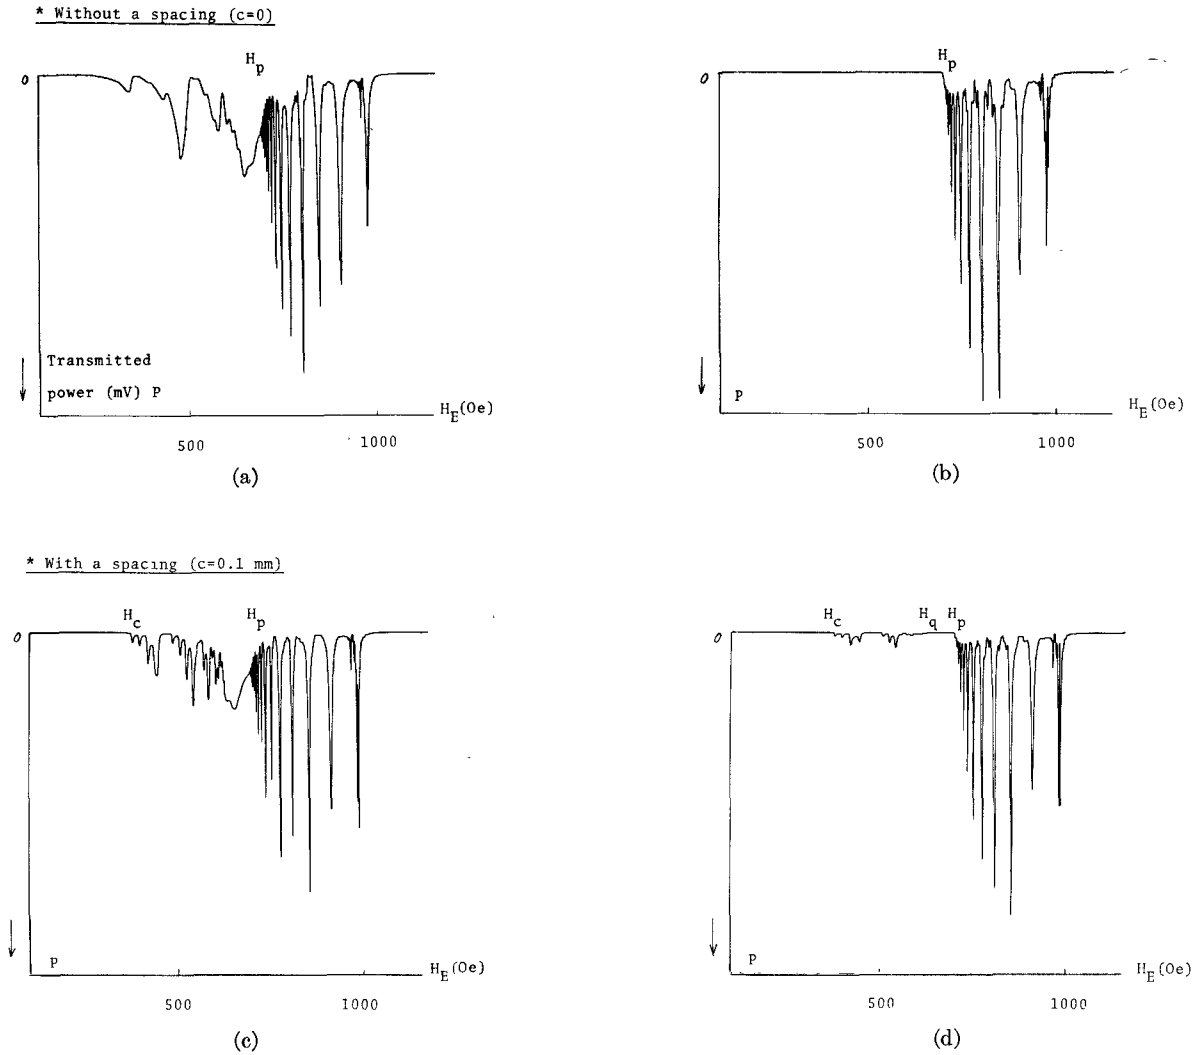 * Without a spacing (c=0)
H_p
0
Transmitted
power (mV) P
H_E(Oe)
500 1000
(a)
H_p
0
P
H_E(Oe)
500 1000
(b)
* With a spacing (c=0.1 mm)
H_c H_p
0
P
H_E(Oe)
500 1000
(c)
H_c H_q H_p
0
P
H_E(Oe)
500 1000
(d)